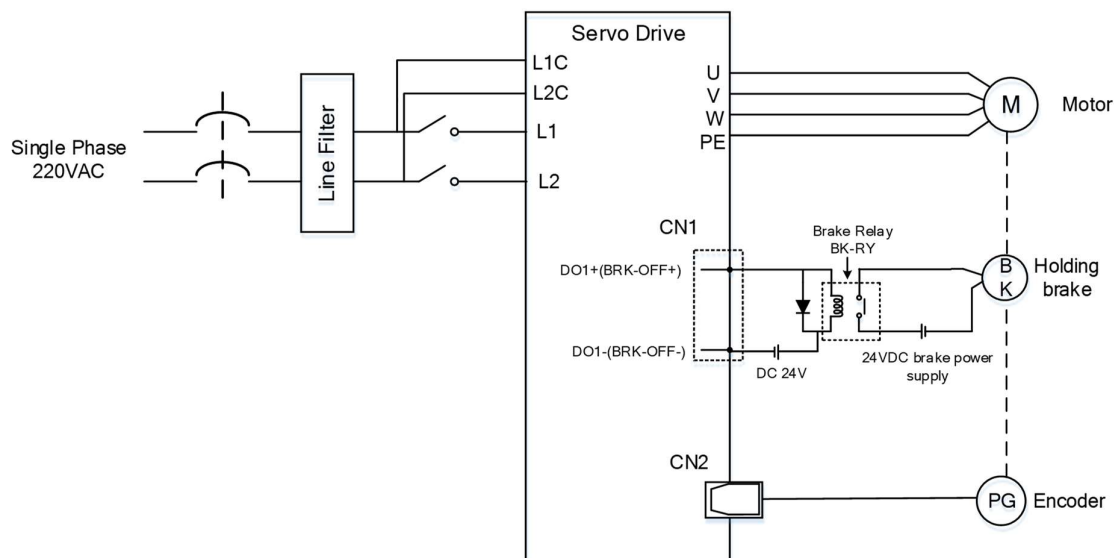 Servo Drive
L1C
L2C
L1
L2
Single Phase
220VAC
Line Filter
U
V
W
PE
M
Motor
CN1
Brake Relay
BK-RY
DO1+(BRK-OFF+)
DO1-(BRK-OFF-)
DC 24V
24VDC brake power
supply
B
K
Holding
brake
CN2
PG
Encoder